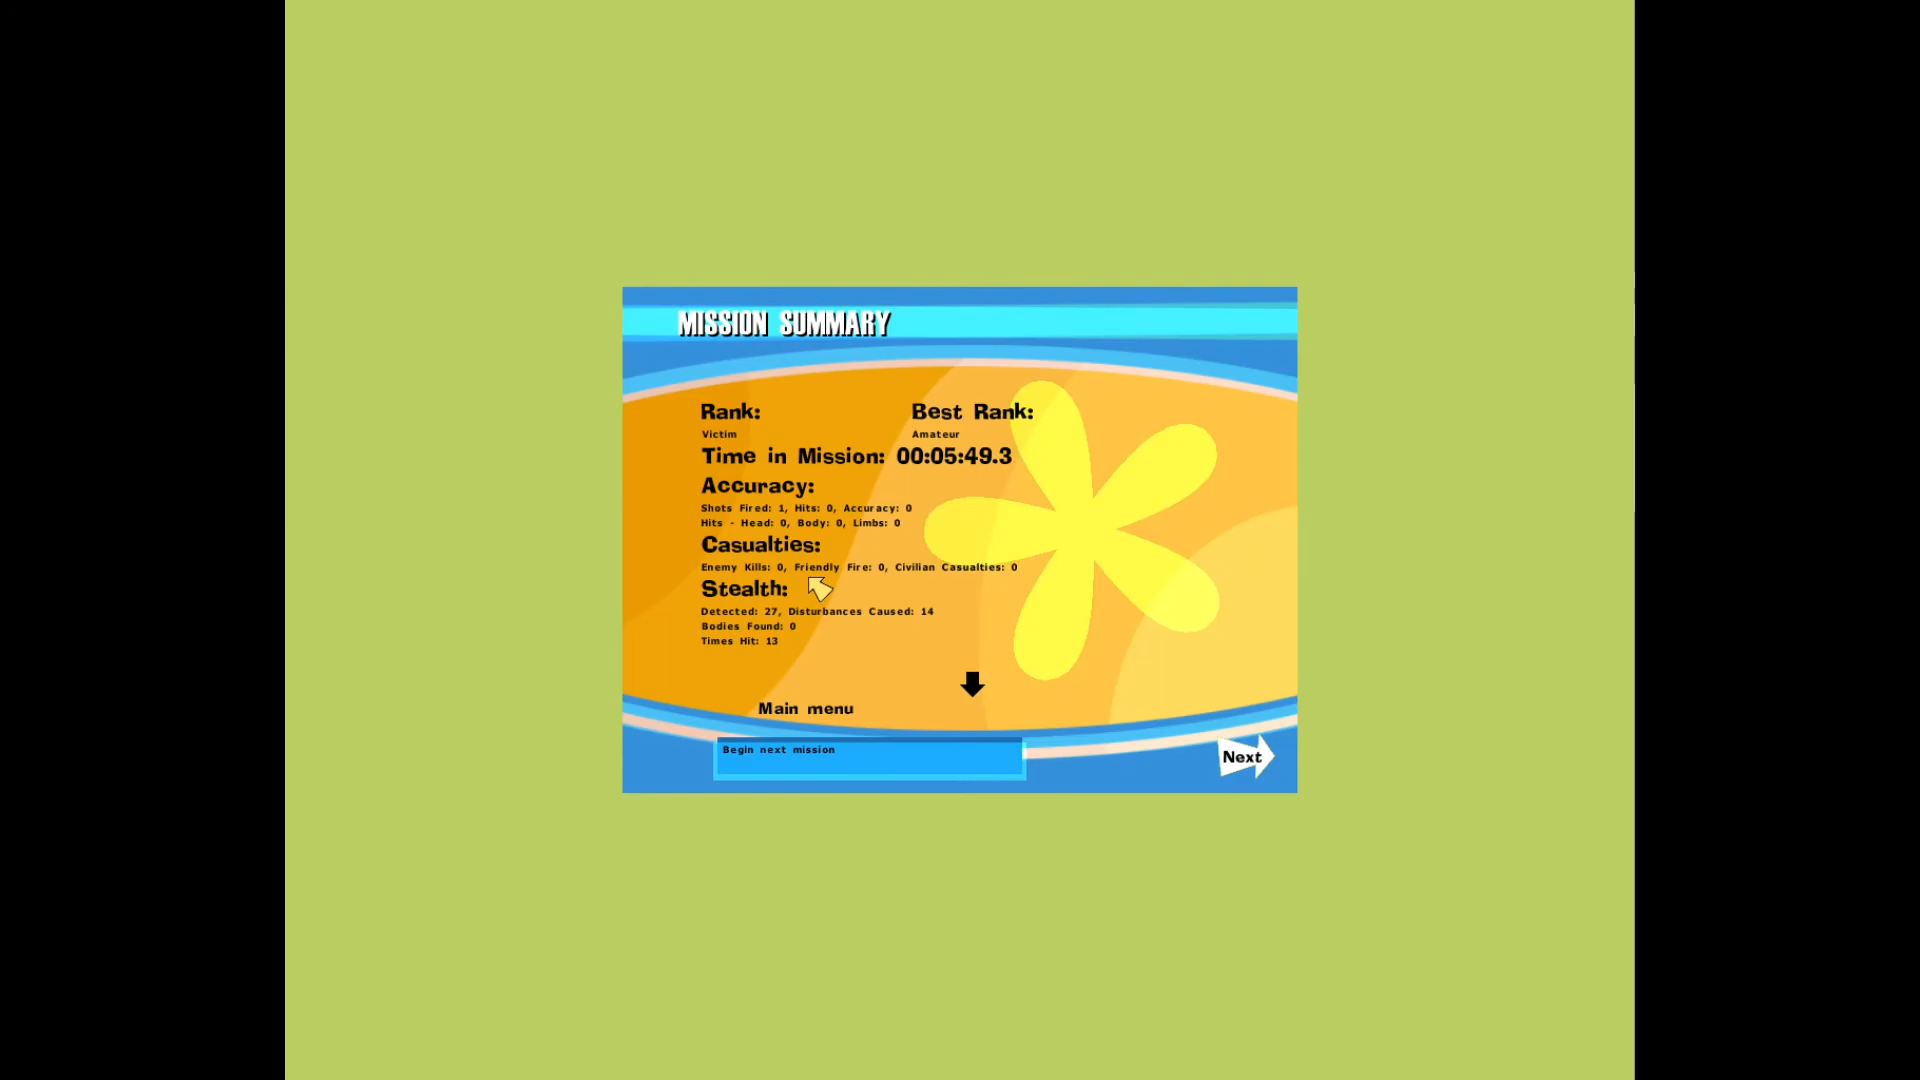 MISSION SUMMARY
Rank: Best Rank:
Victim Amateur
Time in Mission: 00:05:49.3
Accuracy:
Shots Fired: 1, Hits: 0, Accuracy: 0
Hits - Head: 0, Body: 0, Limbs: 0
Casualties:
Enemy Kills: 0, Friendly Fire: 0, Civilian Casualties: 0
Stealth:
Detected: 27, Disturbances Caused: 14
Bodies Found: 0
Times Hit: 13
Main menu
Begin next mission
Next